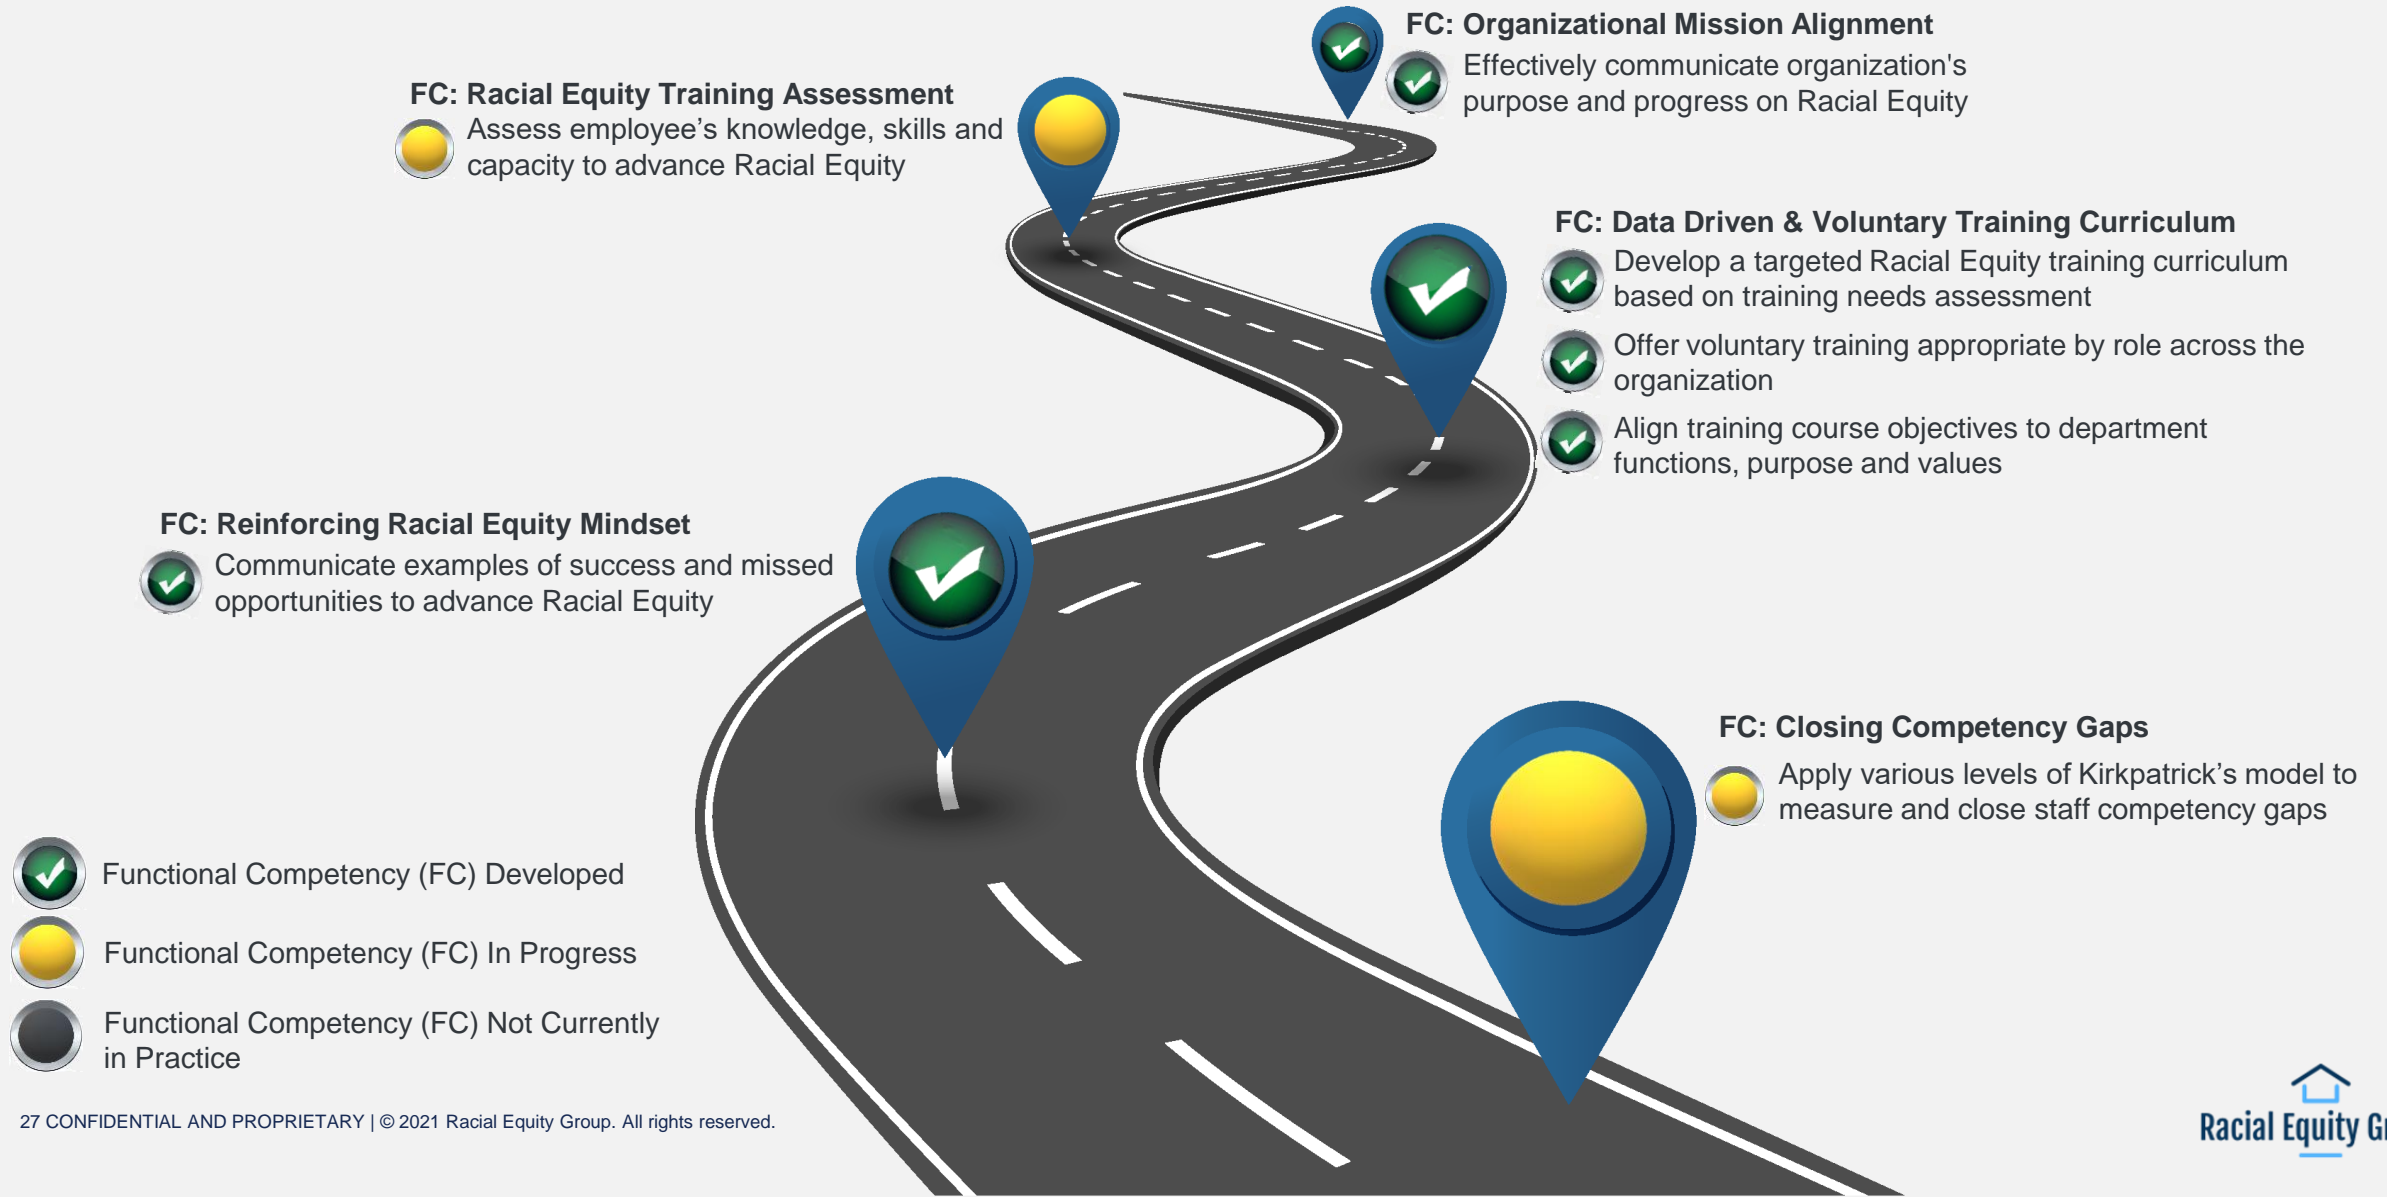 FC: Organizational Mission Alignment
Effectively communicate organization's
purpose and progress on Racial Equity
FC: Racial Equity Training Assessment
Assess employee’s knowledge, skills and
capacity to advance Racial Equity
FC: Data Driven & Voluntary Training Curriculum
Develop a targeted Racial Equity training curriculum
based on training needs assessment
Offer voluntary training appropriate by role across the
organization
Align training course objectives to department
functions, purpose and values
FC: Reinforcing Racial Equity Mindset
Communicate examples of success and missed
opportunities to advance Racial Equity
FC: Closing Competency Gaps
Apply various levels of Kirkpatrick’s model to
measure and close staff competency gaps
Functional Competency (FC) Developed
Functional Competency (FC) In Progress
Functional Competency (FC) Not Currently
in Practice
27 CONFIDENTIAL AND PROPRIETARY | © 2021 Racial Equity Group. All rights reserved.
Racial Equity